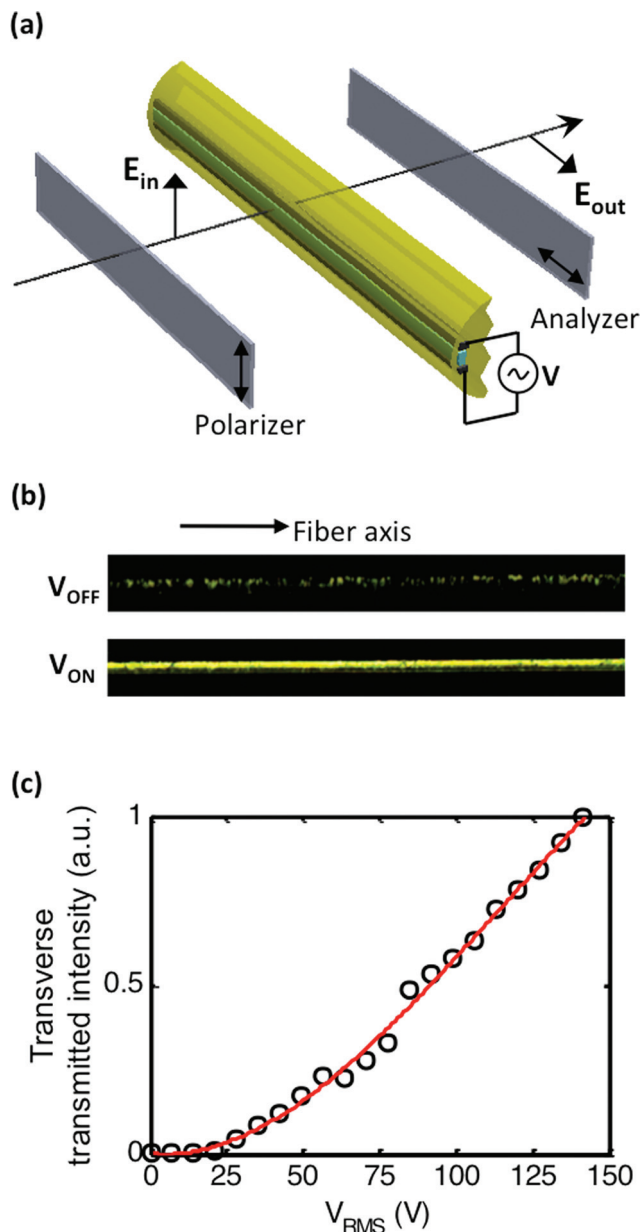 (a)
E_in
E_out
Analyzer
V
Polarizer
(b)
Fiber axis
V_OFF
V_ON
(c)
1
0.5
0
Transverse
transmitted intensity (a.u.)
0 25 50 75 100 125 150
V_RMS (V)